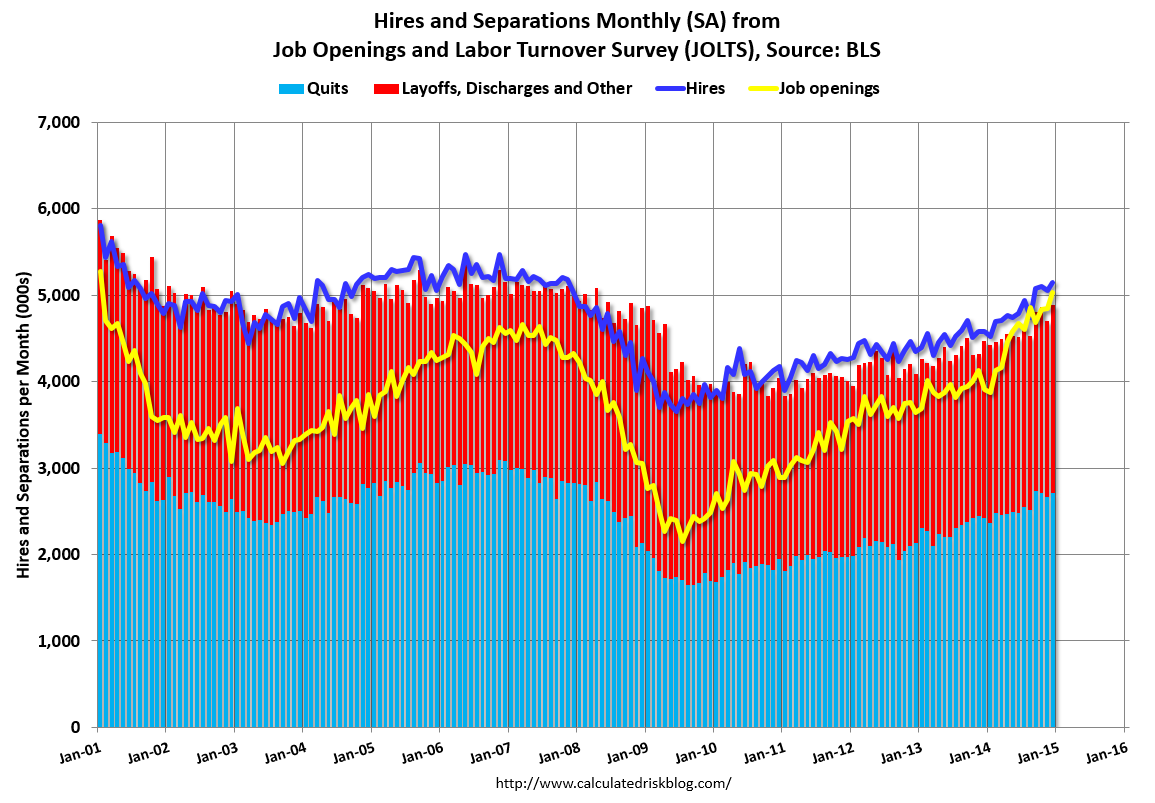 Hires and Separations Monthly (SA) from
Job Openings and Labor Turnover Survey (JOLTS), Source: BLS
Quits Layoffs, Discharges and Other Hires Job openings
7,000
6,000
5,000
4,000
3,000
2,000
1,000
0
Hires and Separations per Month (000s)
Jan-01 Jan-02 Jan-03 Jan-04 Jan-05 Jan-06 Jan-07 Jan-08 Jan-09 Jan-10 Jan-11 Jan-12 Jan-13 Jan-14 Jan-15 Jan-16
http://www.calculatedriskblog.com/